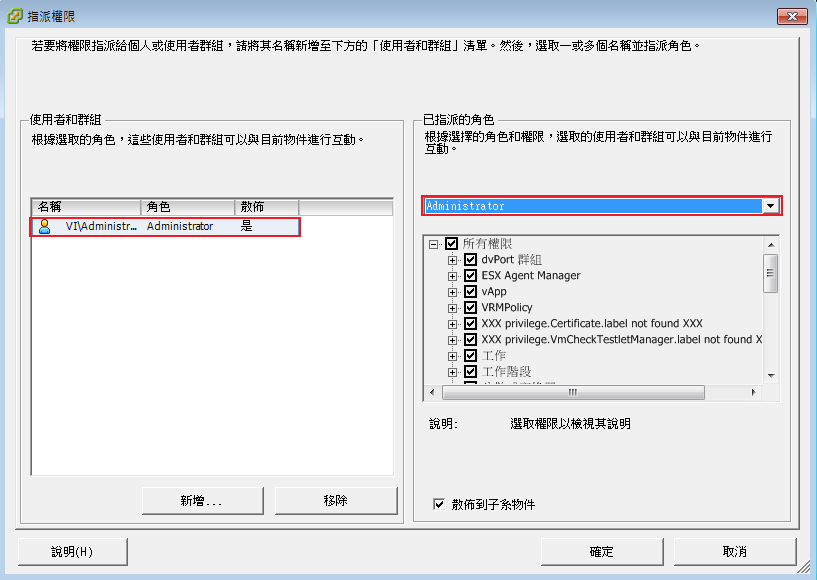 指派權限
若要將權限指派給個人或使用者群組，請將其名稱新增至下方的「使用者和群組」清單。然後，選取一或多個名稱並指派角色。
使用者和群組
根據選取的角色，這些使用者和群組可以與目前物件進行互動。
名稱 角色 散佈
VI\Administr... Administrator 是
新增...
移除
已指派的角色
根據選擇的角色和權限，選取的使用者和群組可以與目前物件進行
互動。
Administrator
所有權限
dvPort 群組
ESX Agent Manager
vApp
VRMPolicy
XXX privilege.Certificate.label not found XXX
XXX privilege.VmCheckTestletManager.label not found X
工作
工作階段
說明: 選取權限以檢視其說明
散佈到子系物件
說明(H)
確定
取消